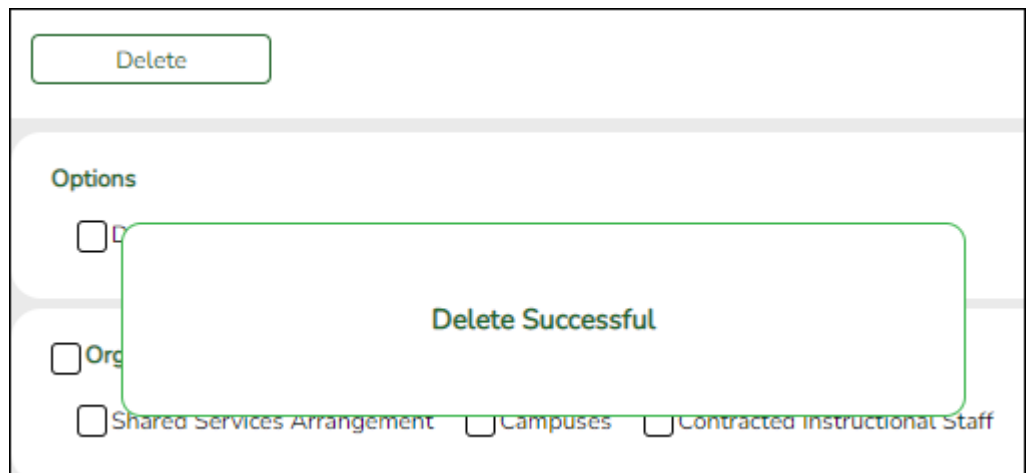 Delete
Options
Delete Successful
Shared Services Arrangement Campuses Contracted Instructional Staff